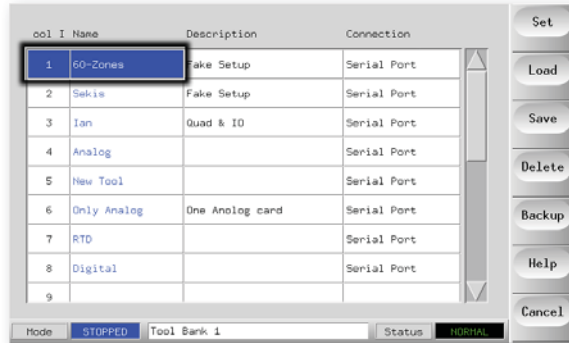 ool I Name Description Connection
1 60-Zones Fake Setup Serial Port
2 Sekis Fake Setup Serial Port
3 Ian Quad & IO Serial Port
4 Analog Serial Port
5 New Tool Serial Port
6 Only Analog One Anolog card Serial Port
7 RTD Serial Port
8 Digital Serial Port
9
Mode STOPPED Tool Bank 1 Status NORMAL
Set
Load
Save
Delete
Backup
Help
Cancel